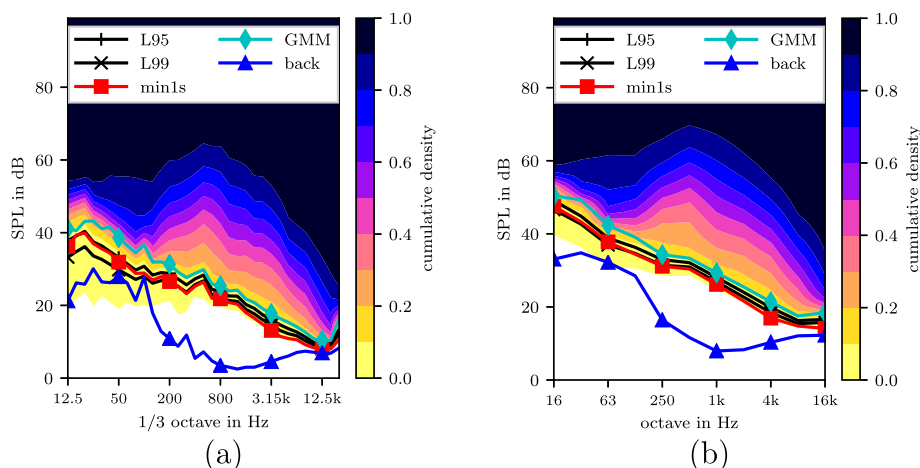 L95
L99
min1s
GMM
back
SPL in dB
80
60
40
20
0
12.5
50
200
800
3.15k
12.5k
1/3 octave in Hz
1.0
0.8
0.6
0.4
0.2
0.0
cumulative density
(a)
L95
L99
min1s
GMM
back
SPL in dB
80
60
40
20
0
16
63
250
1k
4k
16k
octave in Hz
1.0
0.8
0.6
0.4
0.2
0.0
cumulative density
(b)